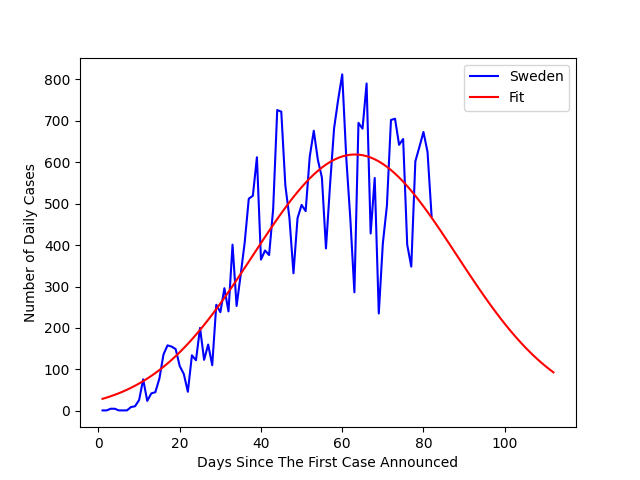 Sweden
Fit
Number of Daily Cases
800
700
600
500
400
300
200
100
0
0 20 40 60 80 100
Days Since The First Case Announced